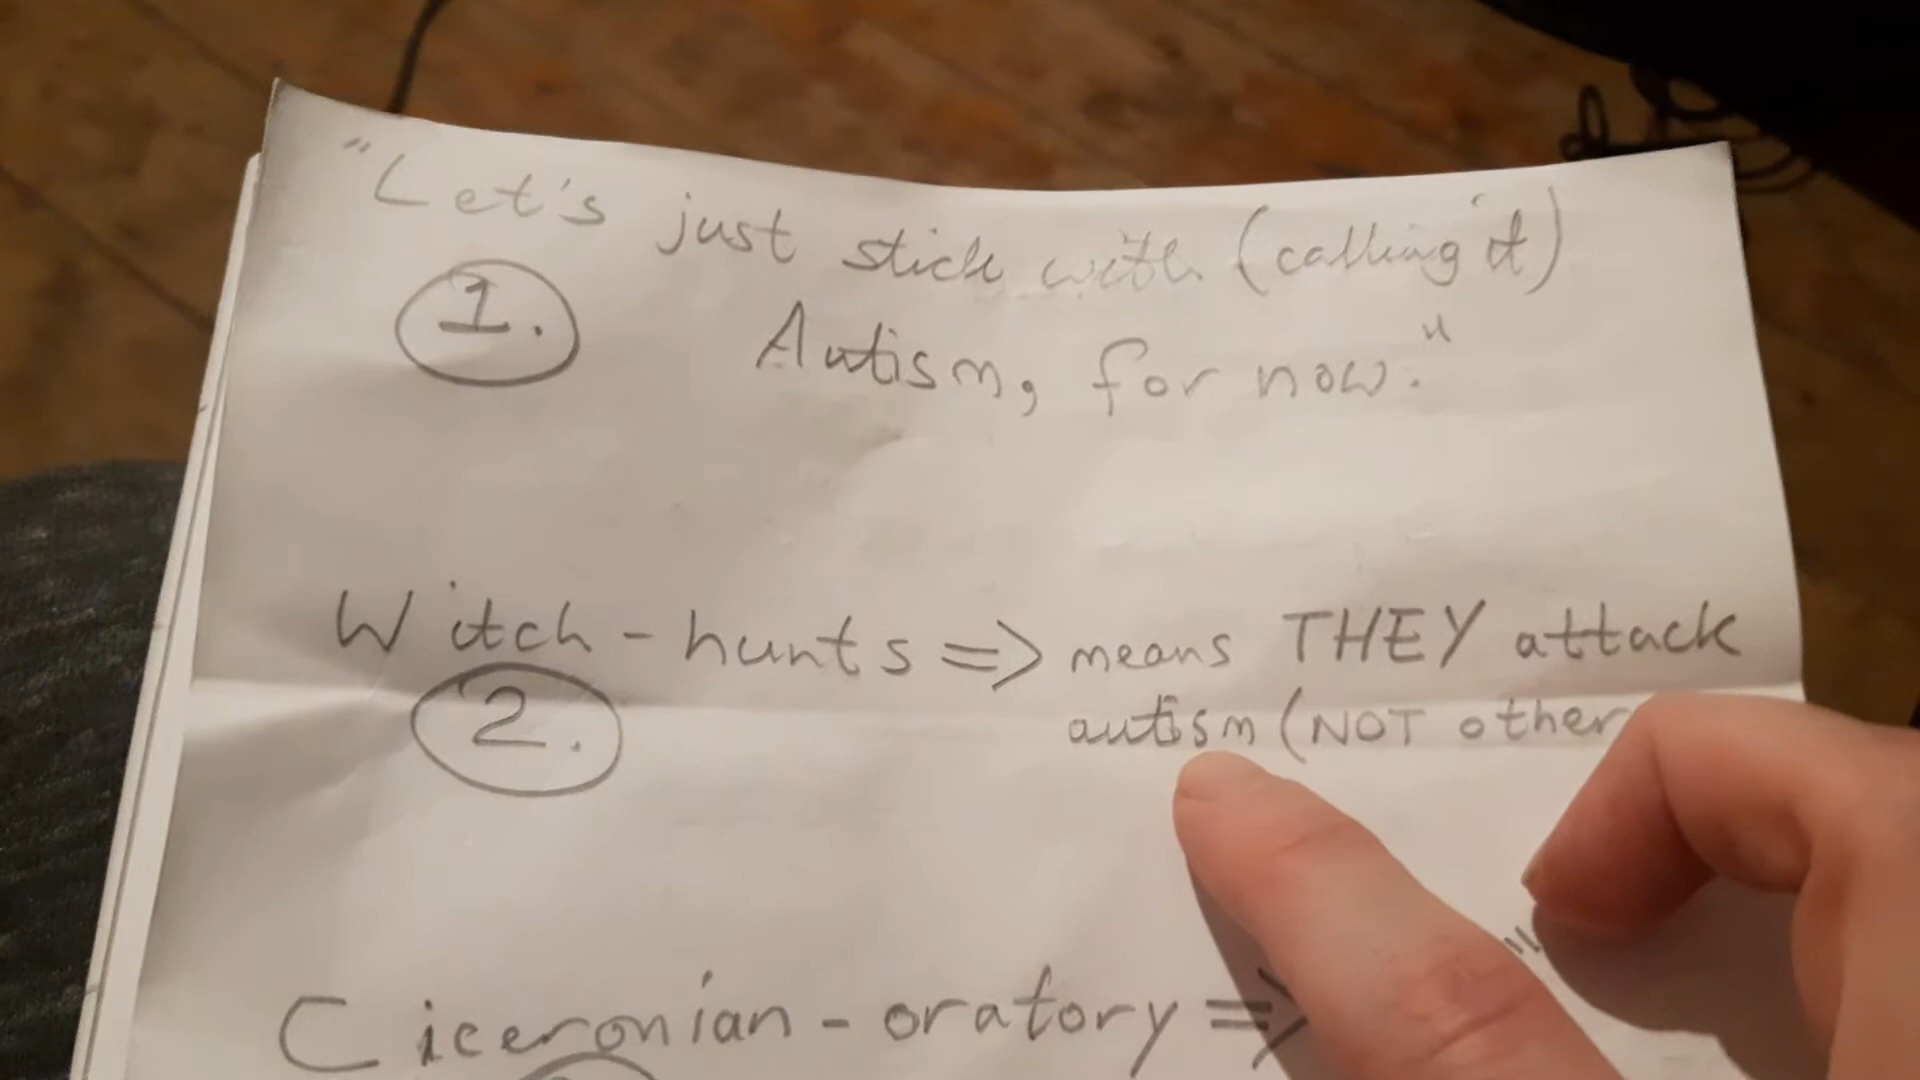 "Let's just stick with (calling it)
1.
Autism, for now."
Witch-hunts => means THEY attack
2.
autism (NOT other
Ciceronian-oratory =>
"